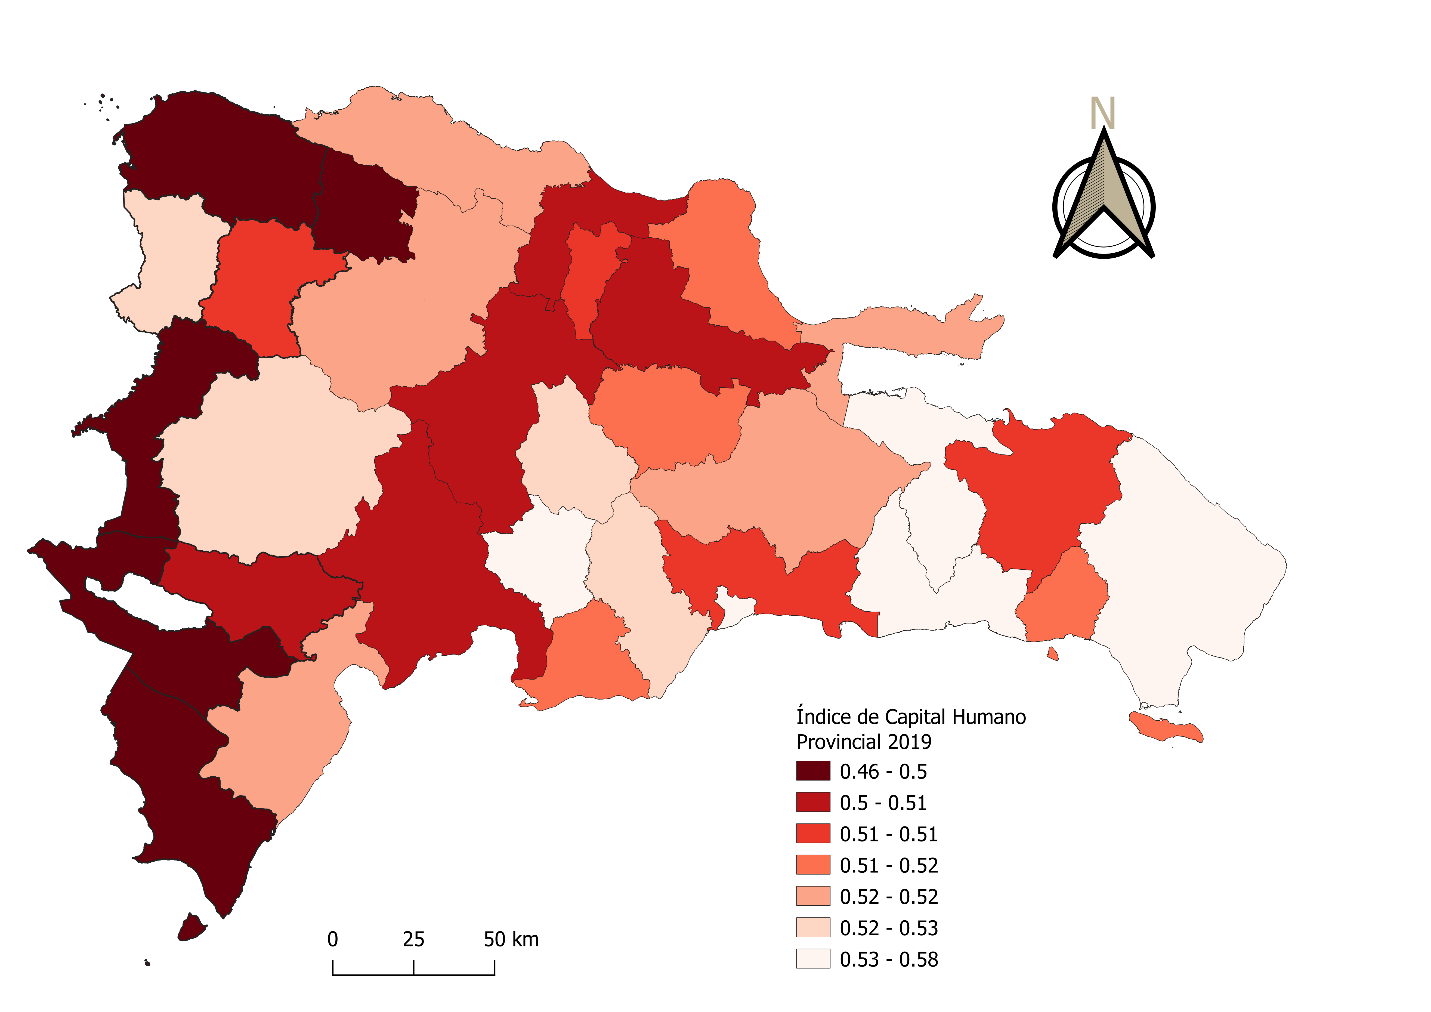 N
Índice de Capital Humano
Provincial 2019
0.46 - 0.5
0.5 - 0.51
0.51 - 0.51
0.51 - 0.52
0.52 - 0.52
0.52 - 0.53
0.53 - 0.58
0 25 50 km